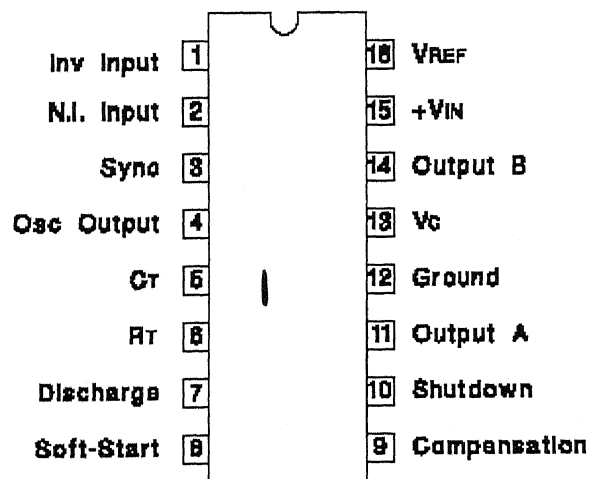 Inv Input 1 16 VREF
N.I. Input 2 15 +VIN
Sync 3 14 Output B
Osc Output 4 13 VC
CT 5 12 Ground
RT 6 11 Output A
Discharge 7 10 Shutdown
Soft-Start 8 9 Compensation